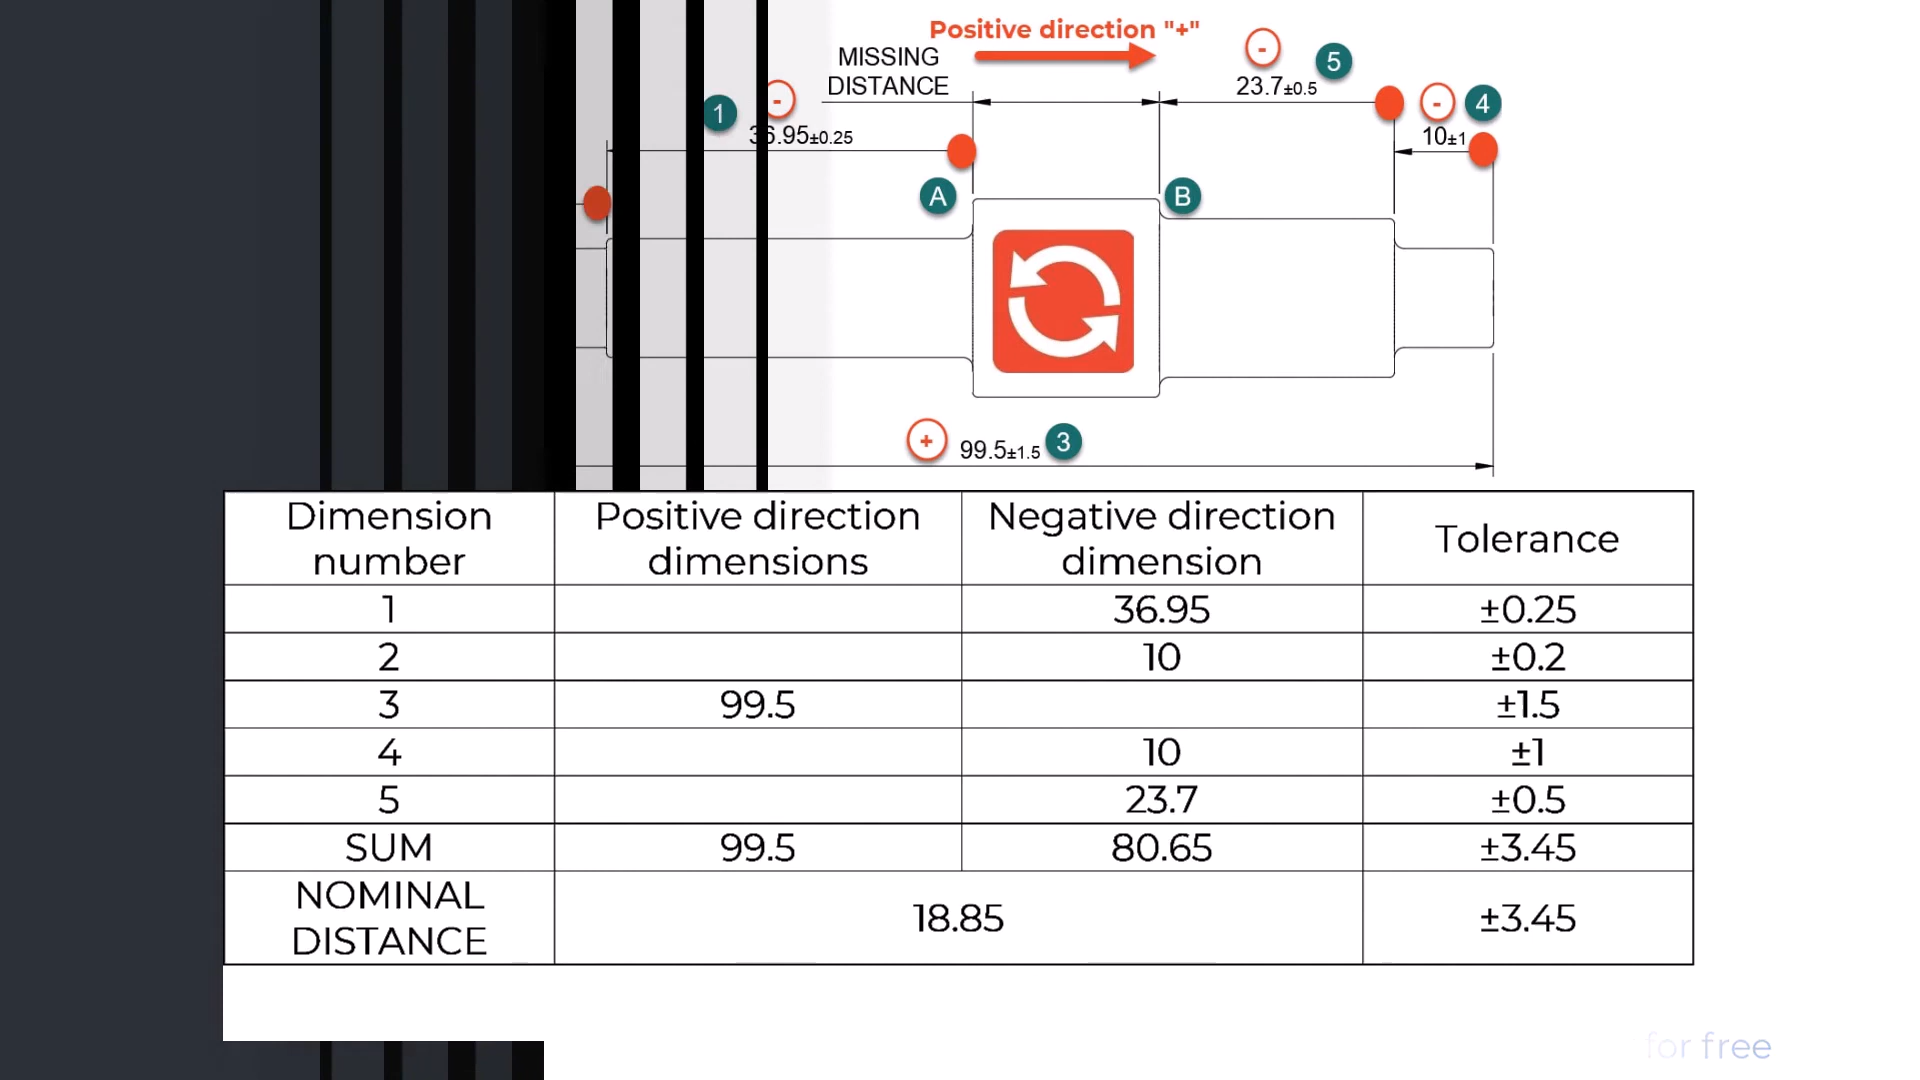 Positive direction "+"
MISSING
DISTANCE
- 5
23.7±0.5
1 -
36.95±0.25
- 4
10±1
A B
+ 99.5±1.5 3
Dimension number Positive direction dimensions Negative direction dimension Tolerance
1 36.95 ±0.25
2 10 ±0.2
3 99.5 ±1.5
4 10 ±1
5 23.7 ±0.5
SUM 99.5 80.65 ±3.45
NOMINAL DISTANCE 18.85 ±3.45
for free